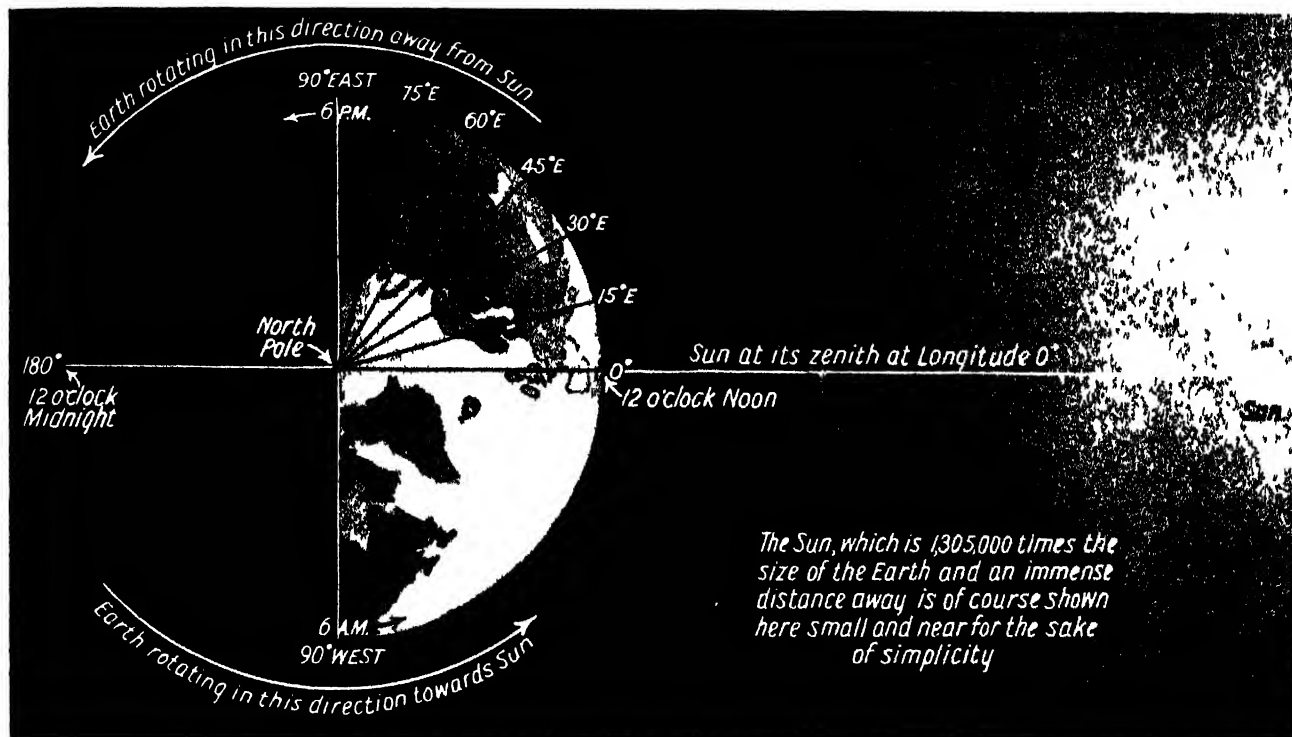 Earth rotating in this direction away from Sun
90°EAST
75°E
6 P.M.
60°E
45°E
30°E
15°E
North
Pole
180°
0°
Sun at its zenith at Longitude 0°
12 o'clock
Midnight
12 o'clock Noon
Sun
The Sun, which is 1,305,000 times the
size of the Earth and an immense
distance away is of course shown
here small and near for the sake
of simplicity
6 A.M.
90°WEST
Earth rotating in this direction towards Sun